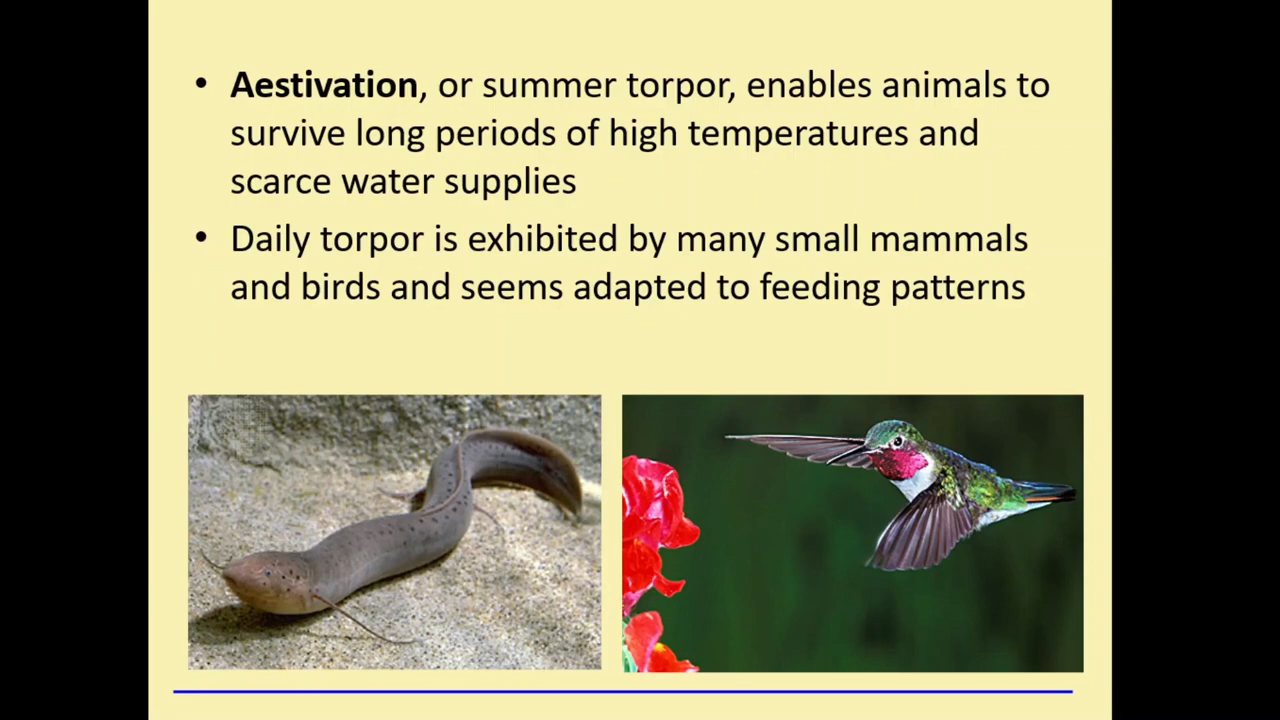 • Aestivation, or summer torpor, enables animals to
survive long periods of high temperatures and
scarce water supplies
• Daily torpor is exhibited by many small mammals
and birds and seems adapted to feeding patterns